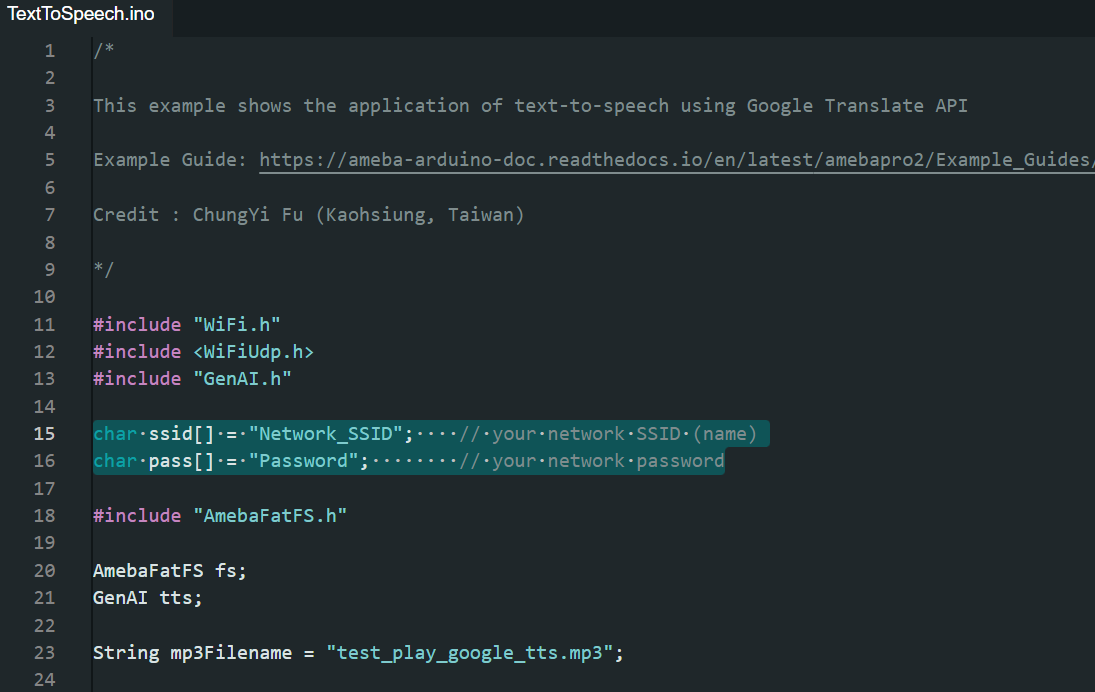 TextToSpeech.ino
1 /*
2
3 This example shows the application of text-to-speech using Google Translate API
4
5 Example Guide: https://ameba-arduino-doc.readthedocs.io/en/latest/amebapro2/Example_Guides/
6
7 Credit : ChungYi Fu (Kaohsiung, Taiwan)
8
9 */
10
11 #include "WiFi.h"
12 #include <WiFiUdp.h>
13 #include "GenAI.h"
14
15 char ssid[] = "Network_SSID";    // your network SSID (name)
16 char pass[] = "Password";        // your network password
17
18 #include "AmebaFatFS.h"
19
20 AmebaFatFS fs;
21 GenAI tts;
22
23 String mp3Filename = "test_play_google_tts.mp3";
24